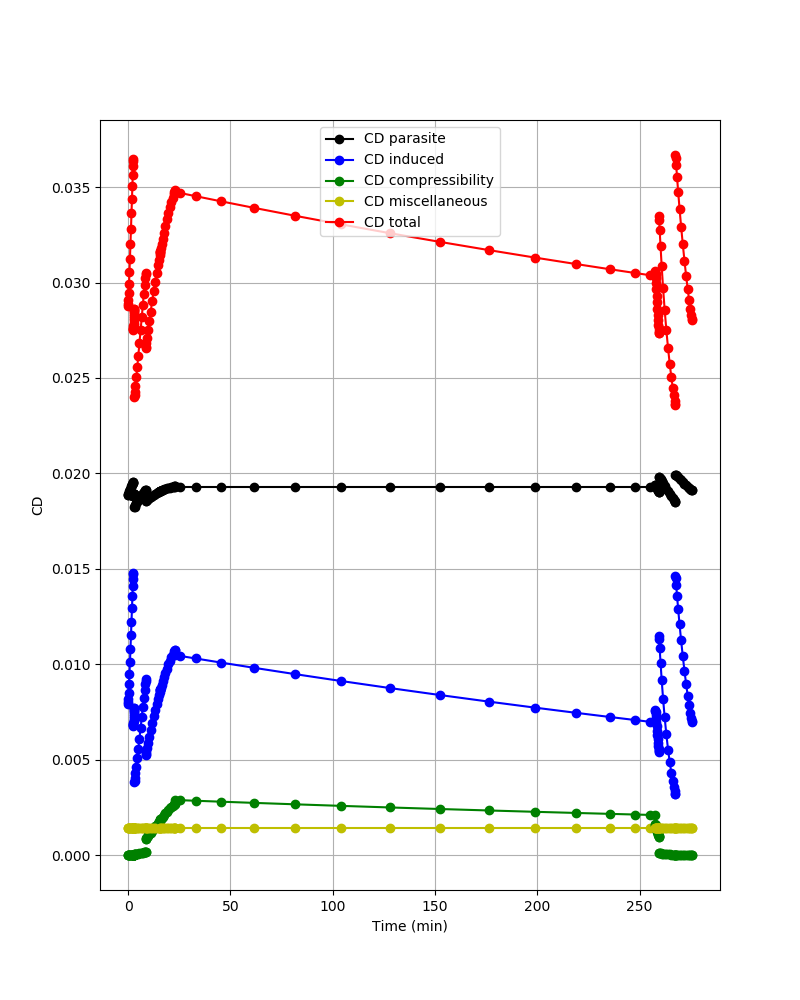 CD parasite
CD induced
CD compressibility
CD miscellaneous
CD total
0.035
0.030
0.025
0.020
0.015
0.010
0.005
0.000
CD
0 50 100 150 200 250
Time (min)